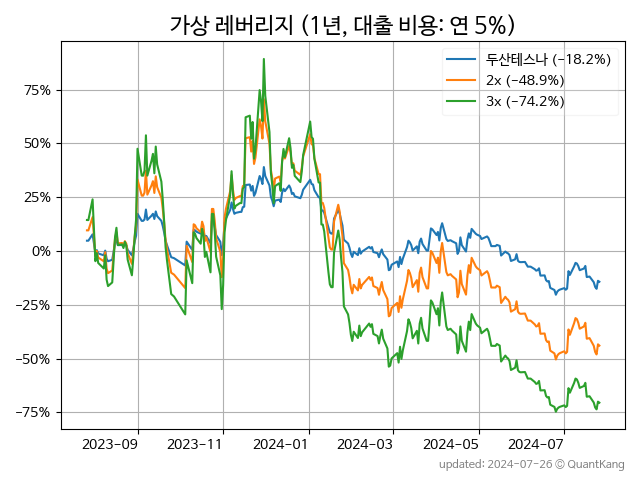 가상 레버리지 (1년, 대출 비용: 연 5%)
두산테스나 (−18.2%)
2x (−48.9%)
3x (−74.2%)
75%
50%
25%
0%
−25%
−50%
−75%
2023−09
2023−11
2024−01
2024−03
2024−05
2024−07
updated: 2024-07-26 © QuantKang